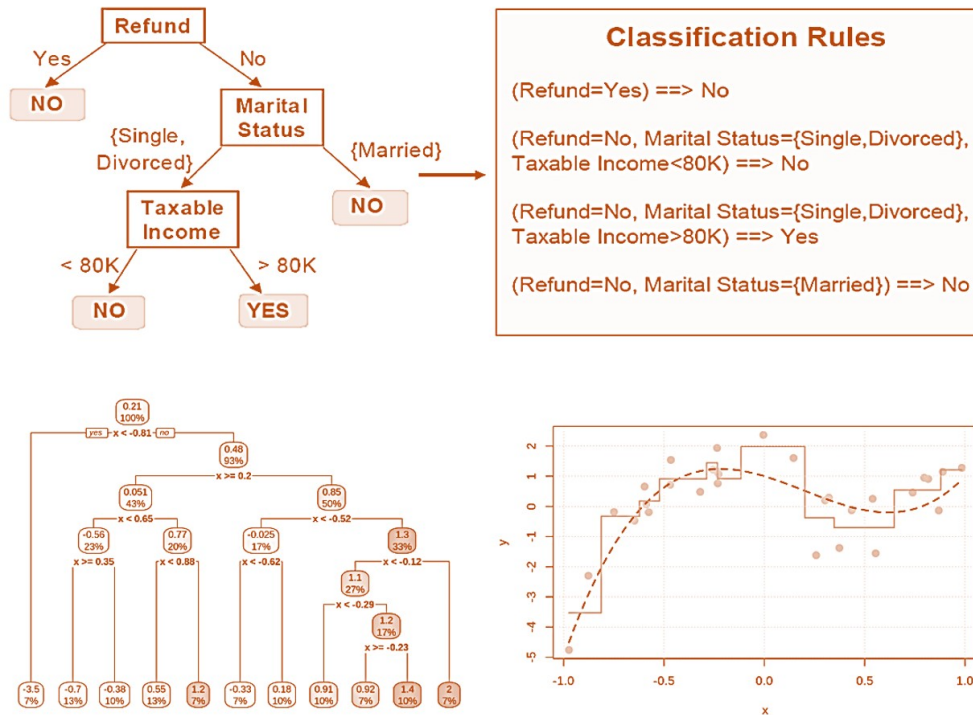 Refund
Yes
No
NO
Marital
Status
{Single,
Divorced}
{Married}
Taxable
Income
NO
< 80K
> 80K
NO
YES
Classification Rules
(Refund=Yes) ==> No
(Refund=No, Marital Status={Single,Divorced},
Taxable Income<80K) ==> No
(Refund=No, Marital Status={Single,Divorced},
Taxable Income>80K) ==> Yes
(Refund=No, Marital Status={Married}) ==> No
0.21
100%
yes x < -0.81 no
0.48
93%
x >= 0.2
0.051
43%
x < 0.65
0.85
50%
x < -0.52
-0.56
23%
x >= 0.35
0.77
20%
x < 0.88
-0.025
17%
x < -0.62
1.3
33%
x < -0.12
1.1
27%
x < -0.29
1.2
17%
x >= -0.23
-3.5
7%
-0.7
13%
-0.38
10%
0.55
13%
1.2
7%
-0.33
7%
0.18
10%
0.91
10%
0.92
7%
1.4
10%
2
7%
y
2
1
0
-1
-2
-3
-4
-5
-1.0 -0.5 0.0 0.5 1.0
x